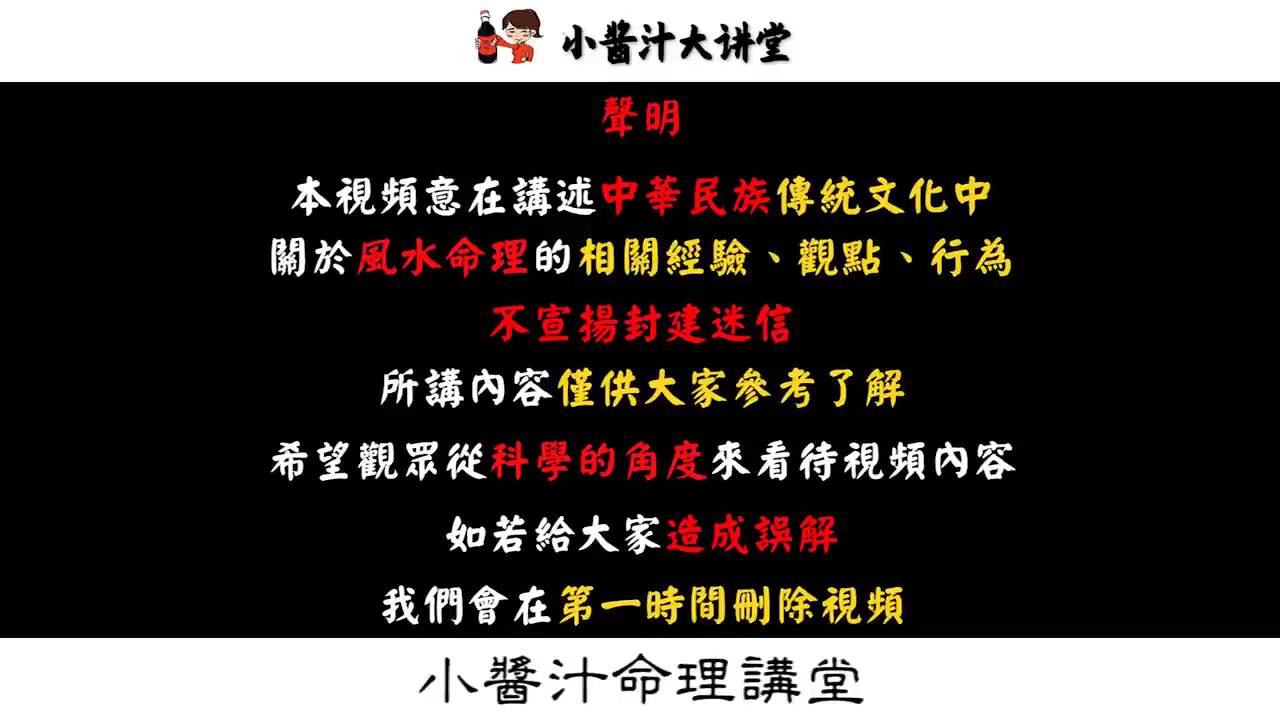 小醬汁大讲堂
聲明
本視頻意在講述中華民族傳統文化中
關於風水命理的相關經驗、觀點、行為
不宣揚封建迷信
所講內容僅供大家參考了解
希望觀眾從科學的角度來看待視頻內容
如若給大家造成誤解
我們會在第一時間刪除視頻
小醬汁命理講堂